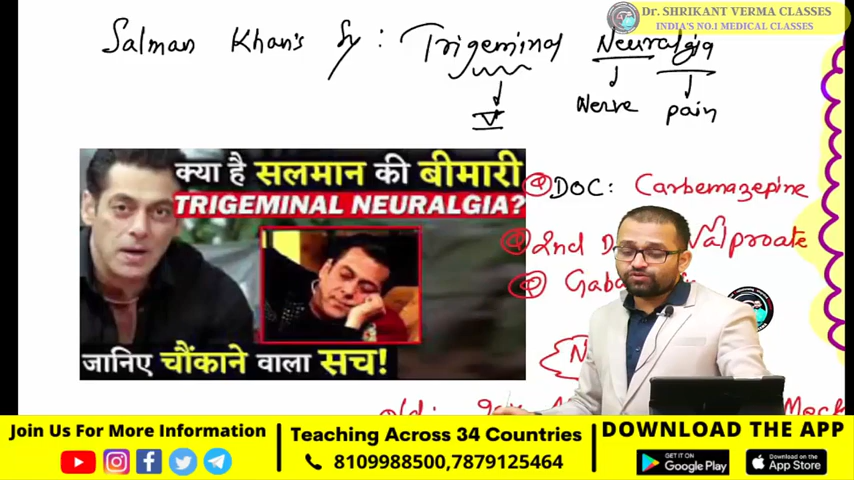 Dr. SHRIKANT VERMA CLASSES
INDIA'S NO.1 MEDICAL CLASSES
Salman Khan's Sy : Trigeminal Neuralgia
V
Nerve
pain
क्या है सलमान की बीमारी
TRIGEMINAL NEURALGIA?
जानिए चौंकाने वाला सच!
DOC: Carbemazepine
2nd D Valproate
Gaba
Join Us For More Information
Teaching Across 34 Countries
8109988500,7879125464
DOWNLOAD THE APP
GET IT ON
Google Play
Download on the
App Store